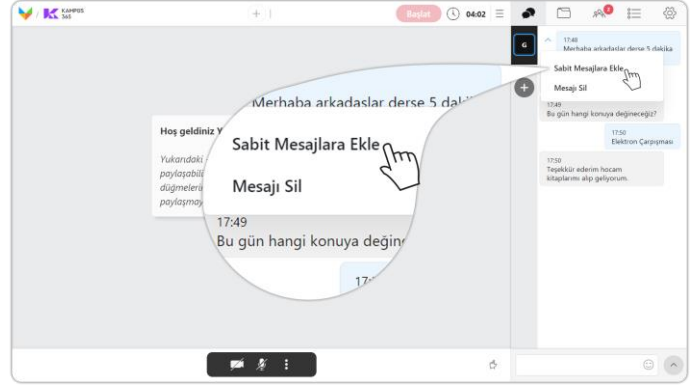 KAMPUS
365
Başlat
04:02
2
G
17:48
Merhaba arkadaşlar derse 5 dakika
Sabit Mesajlara Ekle
Mesajı Sil
17:49
Bu gün hangi konuya değineceğiz?
17:50
Elektron Çarpışması
17:50
Teşekkür ederim hocam
kitaplarımı alıp geliyorum.
Hoş geldiniz
Yukarıdaki
paylaşabili
düğmeleri
paylaşmay
Merhaba arkadaşlar derse 5 dak
Sabit Mesajlara Ekle
Mesajı Sil
17:49
Bu gün hangi konuya değin
17: